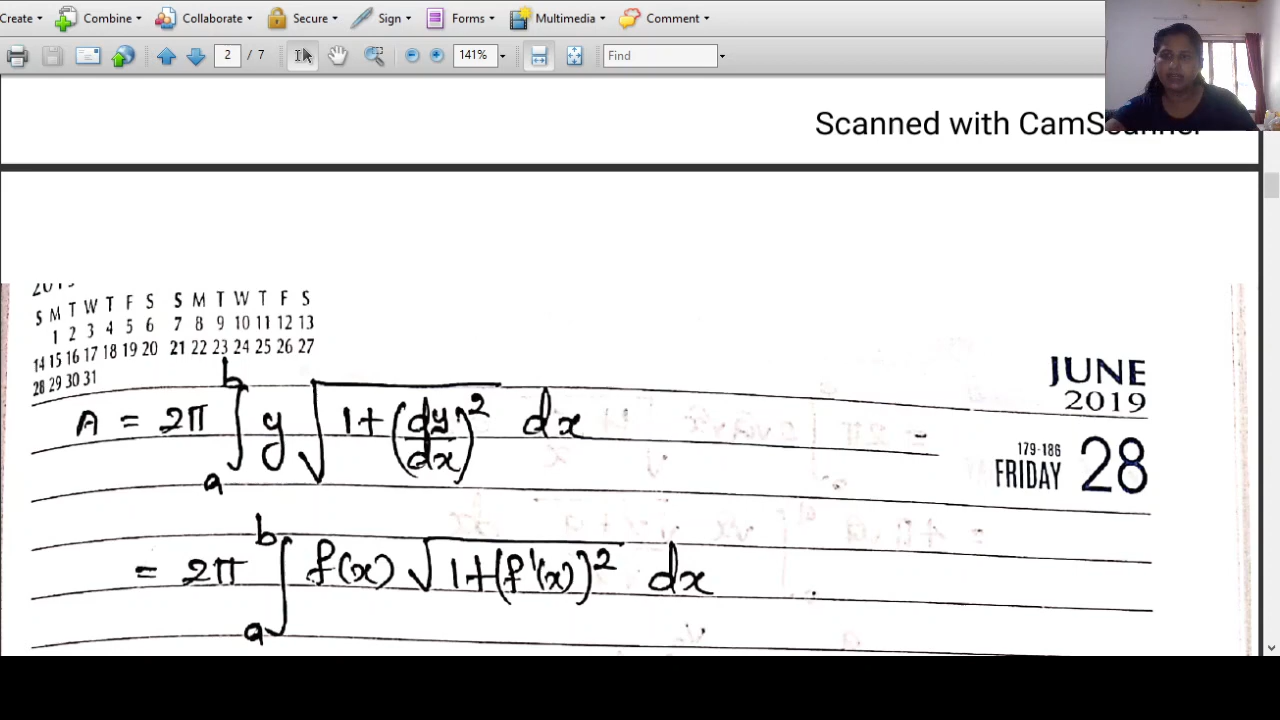 Create Combine Collaborate Secure Sign Forms Multimedia Comment
2 / 7 141% Find
Scanned with CamScanner
S M T W T F S S M T W T F S
1 2 3 4 5 6 7 8 9 10 11 12 13
14 15 16 17 18 19 20 21 22 23 24 25 26 27
28 29 30 31
JUNE
2019
179-186
FRIDAY 28
A = 2π ∫_a^b y √(1+(dy/dx)²) dx
= 2π ∫_a^b f(x) √(1+(f'(x))²) dx